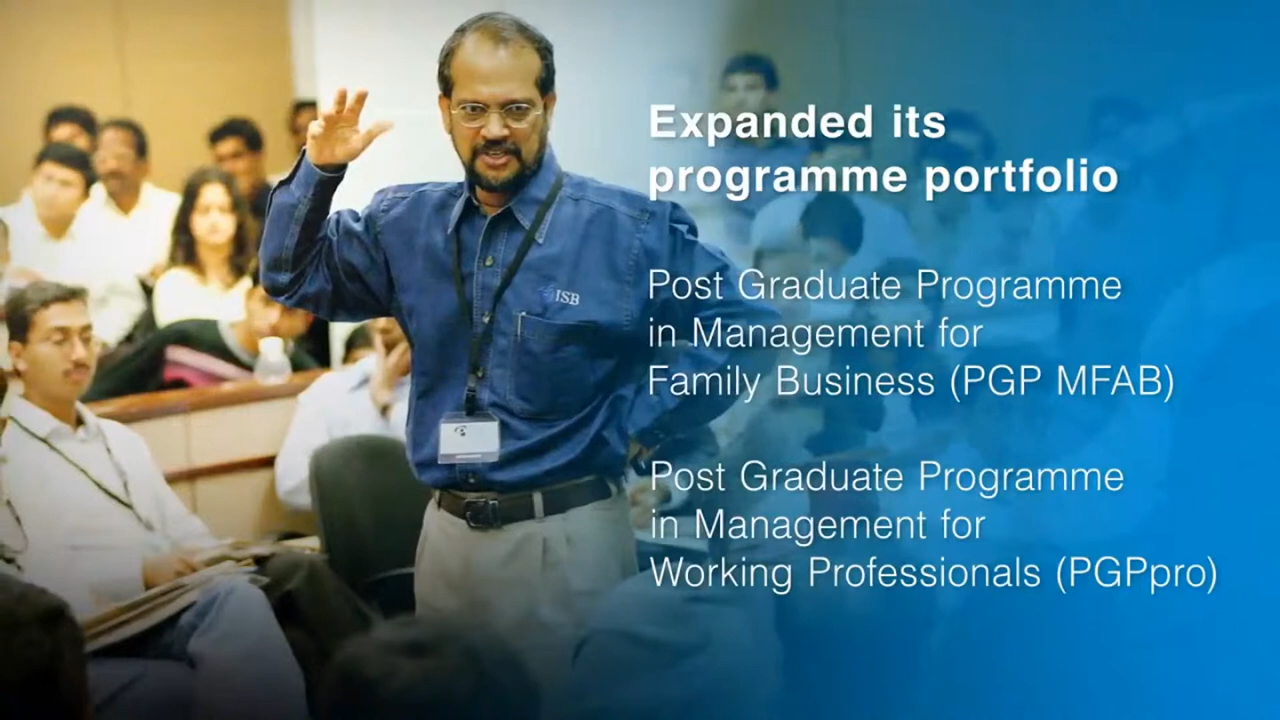 Expanded its
programme portfolio
Post Graduate Programme
in Management for
Family Business (PGP MFAB)
Post Graduate Programme
in Management for
Working Professionals (PGPpro)
ISB